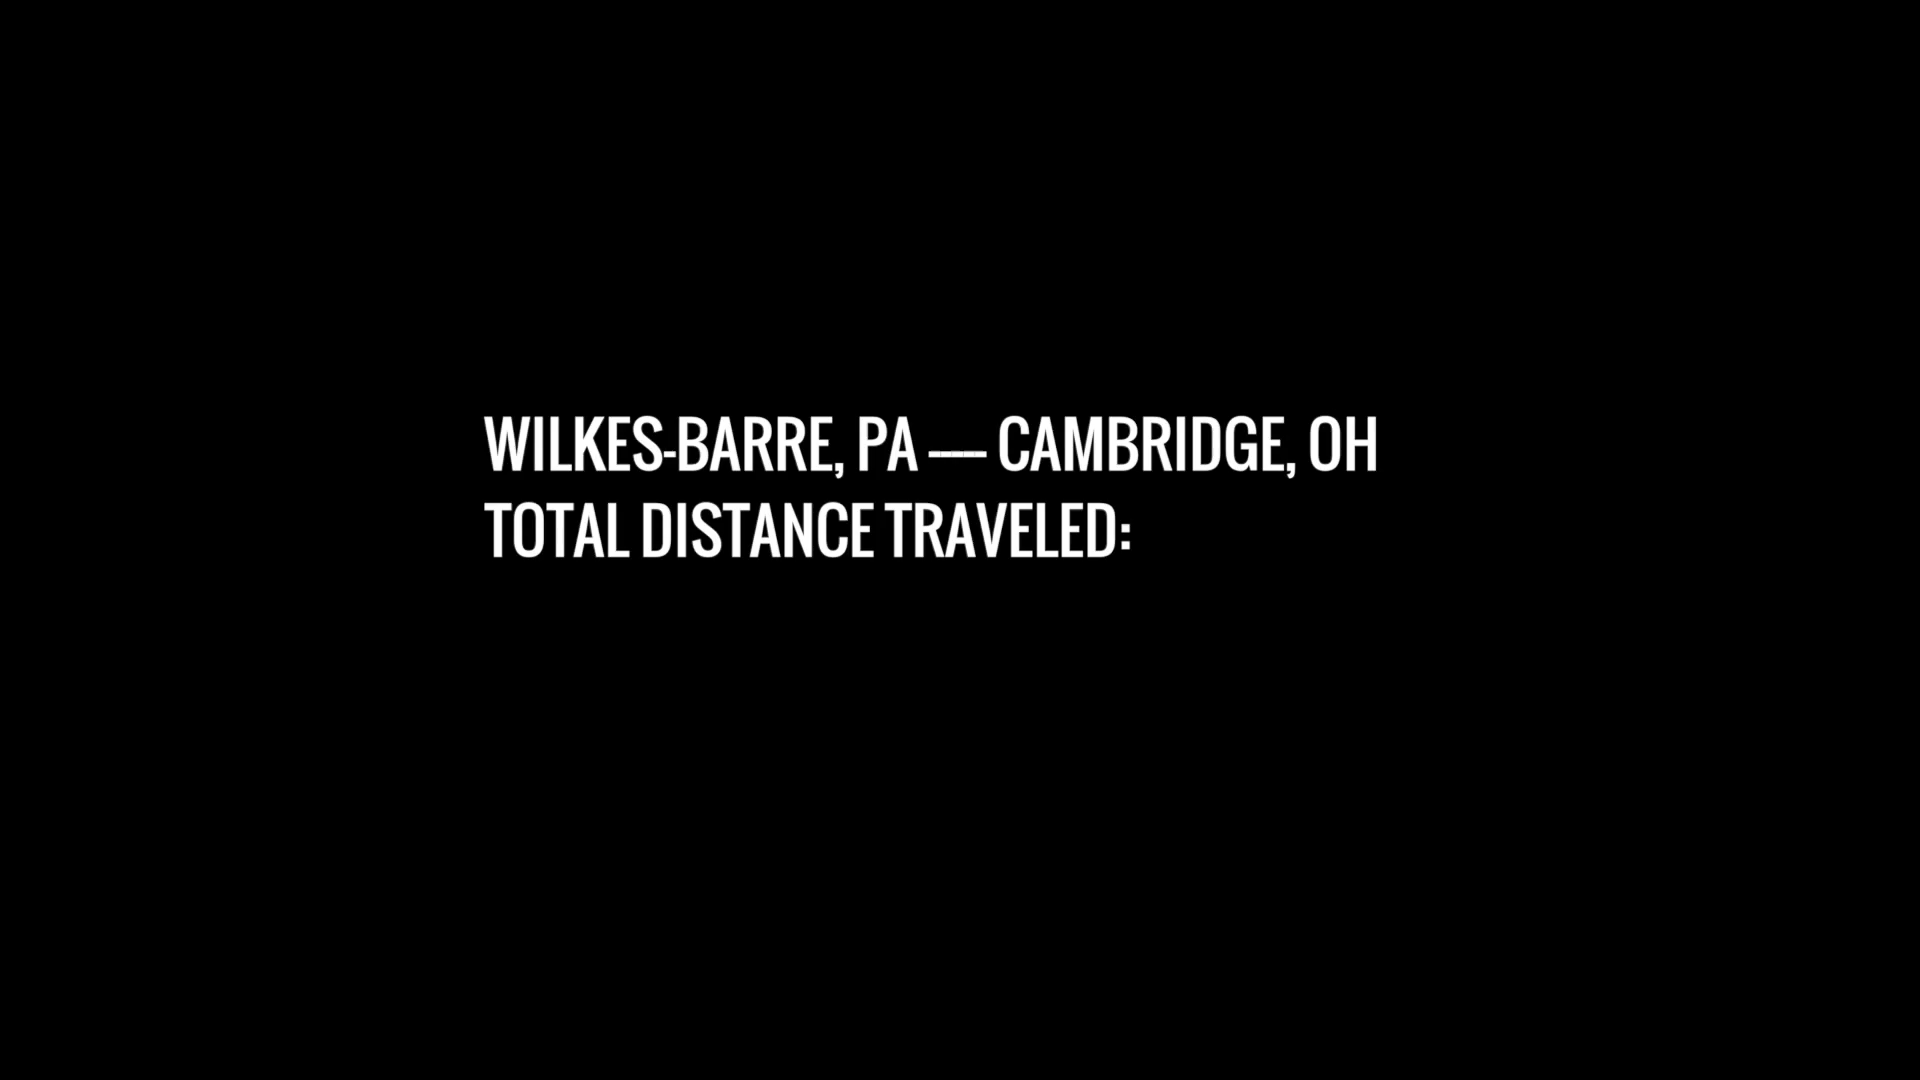 WILKES-BARRE, PA ---- CAMBRIDGE, OH
TOTAL DISTANCE TRAVELED: